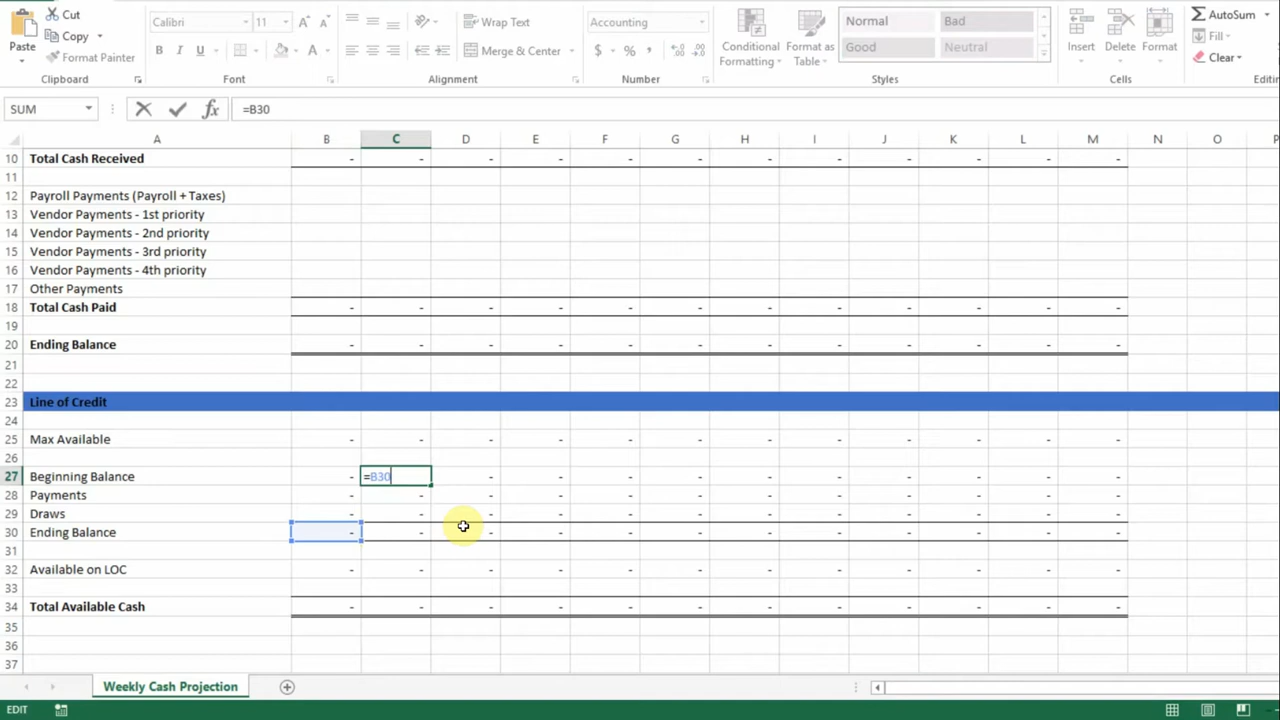 Cut
Copy
Format Painter
Paste
Clipboard
Calibri 11
B I U
Font
Wrap Text
Merge & Center
Alignment
Accounting
$ % ,
Number
Conditional Formatting
Format as Table
Normal Bad
Good Neutral
Styles
Insert Delete Format
Cells
AutoSum
Fill
Clear
Editin
SUM =B30
A B C D E F G H I J K L M N O P
10 Total Cash Received - - - - - - - - - - - -
11
12 Payroll Payments (Payroll + Taxes)
13 Vendor Payments - 1st priority
14 Vendor Payments - 2nd priority
15 Vendor Payments - 3rd priority
16 Vendor Payments - 4th priority
17 Other Payments
18 Total Cash Paid - - - - - - - - - - - -
19
20 Ending Balance - - - - - - - - - - - -
21
22
23 Line of Credit
24
25 Max Available - - - - - - - - - - - -
26
27 Beginning Balance - =B30 - - - - - - - - - -
28 Payments - - - - - - - - - - - -
29 Draws - - - - - - - - - - - -
30 Ending Balance - - - - - - - - - - - -
31
32 Available on LOC - - - - - - - - - - - -
33
34 Total Available Cash - - - - - - - - - - - -
35
36
37
Weekly Cash Projection
EDIT